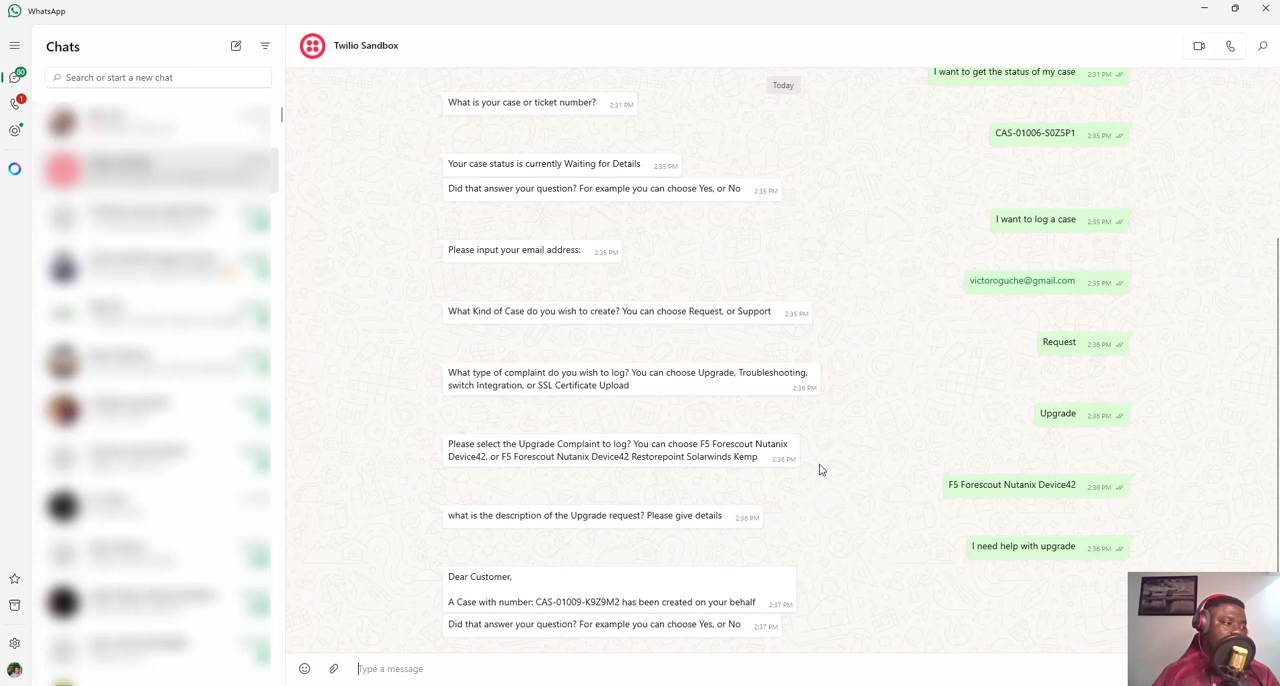 WhatsApp
Chats
Twilio Sandbox
80
Search or start a new chat
1
I want to get the status of my case 2:31 PM
Today
What is your case or ticket number? 2:31 PM
CAS-01006-S0Z5P1 2:35 PM
Your case status is currently Waiting for Details 2:35 PM
Did that answer your question? For example you can choose Yes, or No 2:35 PM
I want to log a case 2:35 PM
Please input your email address: 2:35 PM
victoroguche@gmail.com 2:35 PM
What Kind of Case do you wish to create? You can choose Request, or Support 2:35 PM
Request 2:36 PM
What type of complaint do you wish to log? You can choose Upgrade, Troubleshooting,
switch Integration, or SSL Certificate Upload 2:36 PM
Upgrade 2:36 PM
Please select the Upgrade Complaint to log? You can choose F5 Forescout Nutanix
Device42, or F5 Forescout Nutanix Device42 Restorepoint Solarwinds Kemp 2:36 PM
F5 Forescout Nutanix Device42 2:36 PM
what is the description of the Upgrade request? Please give details 2:36 PM
I need help with upgrade 2:36 PM
Dear Customer,
A Case with number: CAS-01009-K9Z9M2 has been created on your behalf 2:37 PM
Did that answer your question? For example you can choose Yes, or No 2:37 PM
Type a message